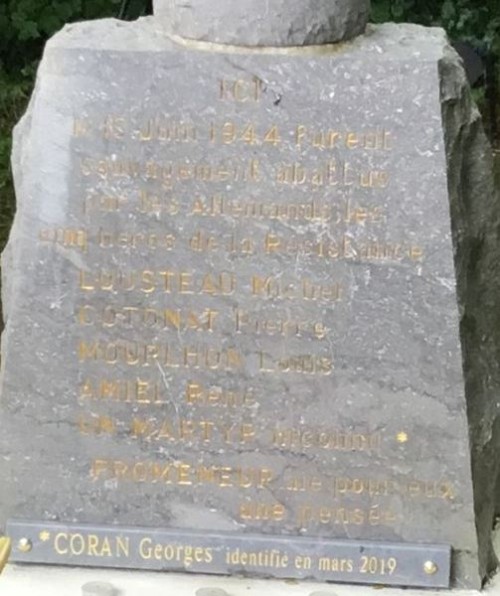 ICI
le 15 Juin 1944 furent
sauvagement abattus
par les Allemands les
cinq héros de la Résistance
LOUSTEAU Michel
COTONAT Pierre
MOURLHON Louis
AMIEL René
UN MARTYR inconnu *
PROMENEUR aie pour eux
une pensée
* CORAN Georges identifié en mars 2019